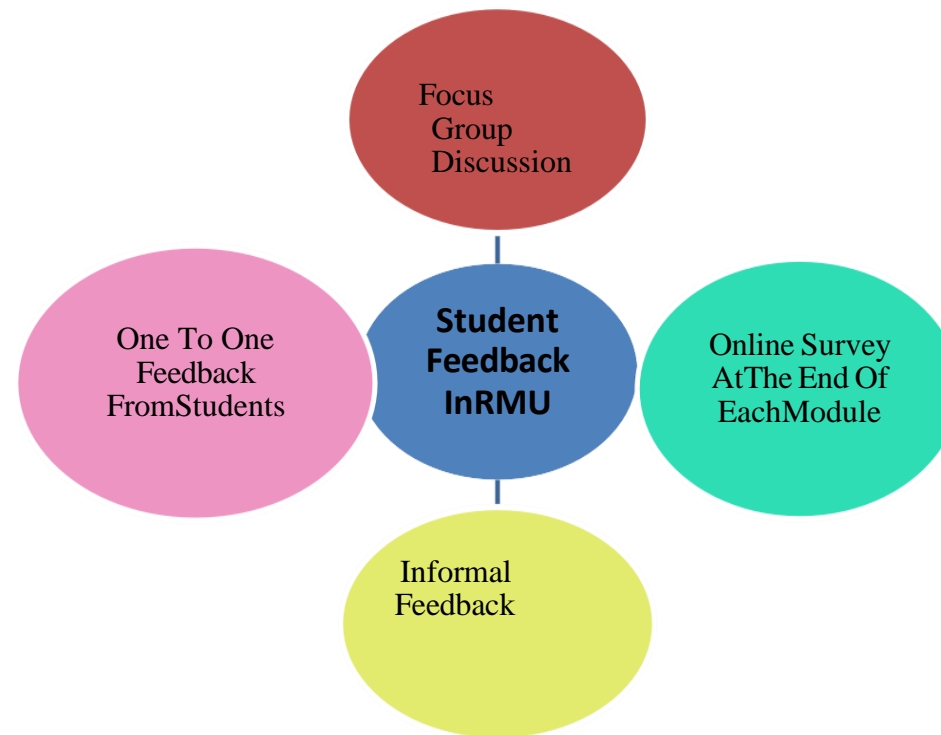 Focus
Group
Discussion
One To One
Feedback
FromStudents
Student
Feedback
InRMU
Online Survey
AtThe End Of
EachModule
Informal
Feedback